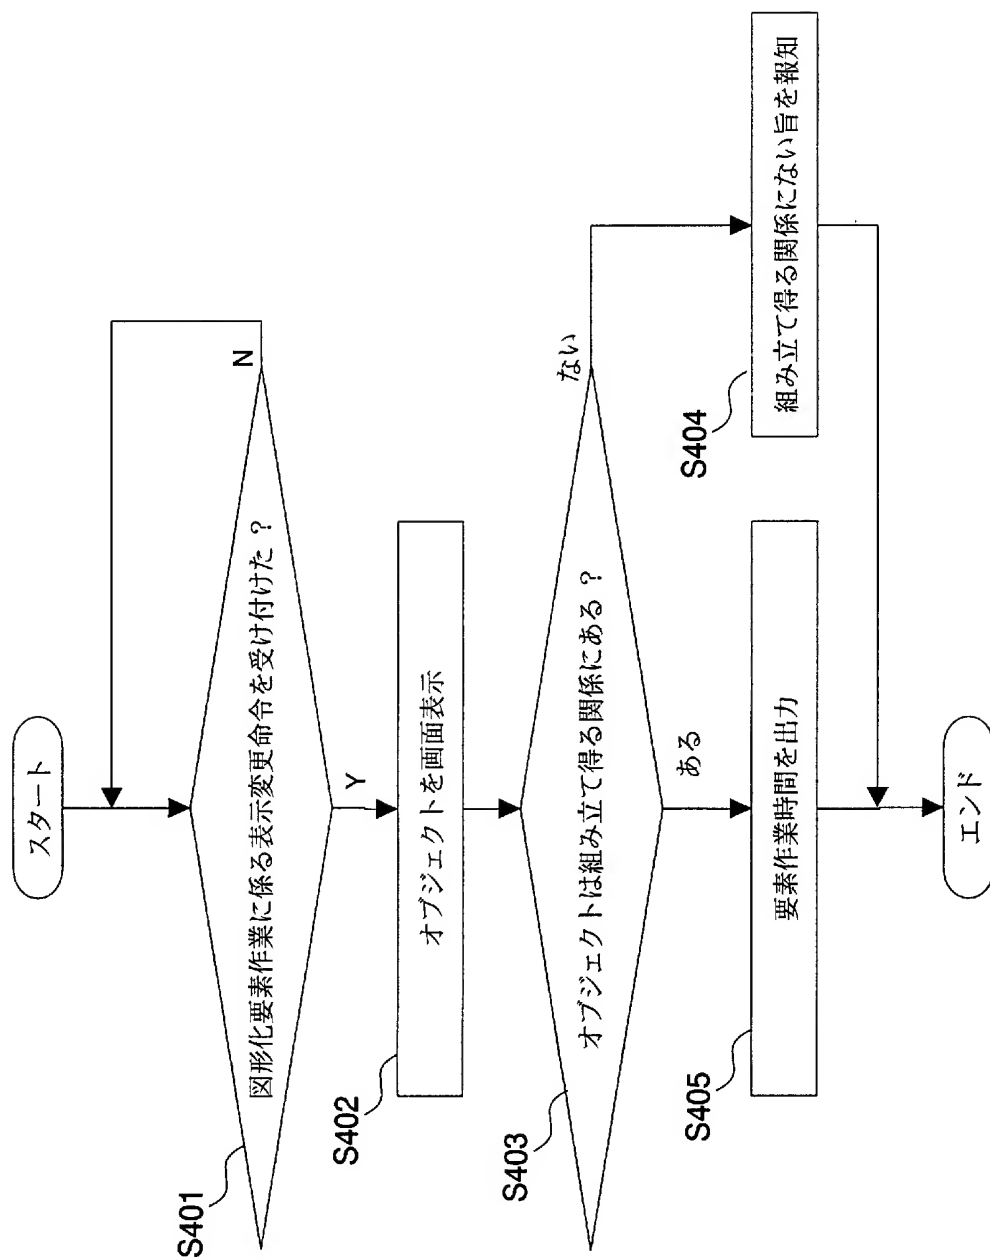 スタート
S401
図形化要素作業に係る表示変更命令を受け付けた ?
N
Y
S402
オブジェクトを画面表示
S403
オブジェクトは組み立て得る関係にある ?
ない
ある
S404
組み立て得る関係にない旨を報知
S405
要素作業時間を出力
エンド